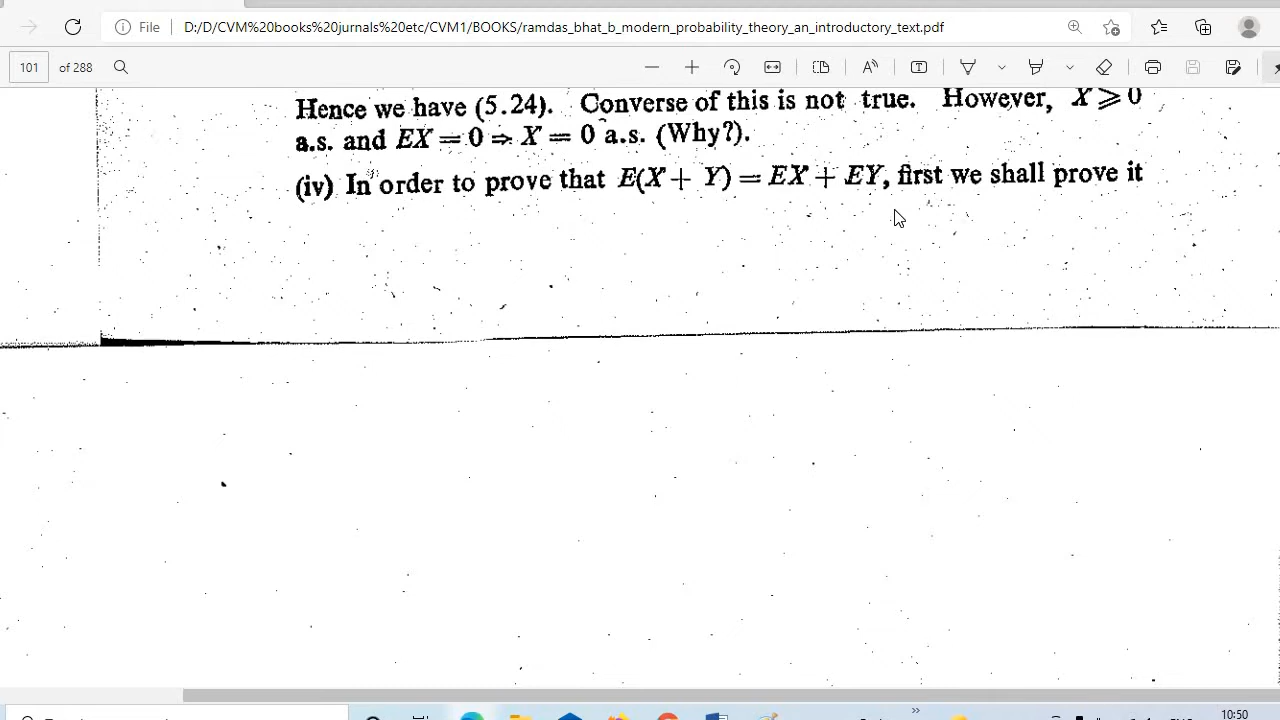 File D:/D/CVM%20books%20jurnals%20etc/CVM1/BOOKS/ramdas_bhat_b_modern_probability_theory_an_introductory_text.pdf
101 of 288
Hence we have (5.24). Converse of this is not true. However, X ⩾ 0
a.s. and EX = 0 ⇒ X = 0 a.s. (Why?).
(iv) In order to prove that E(X + Y) = EX + EY, first we shall prove it
10:50